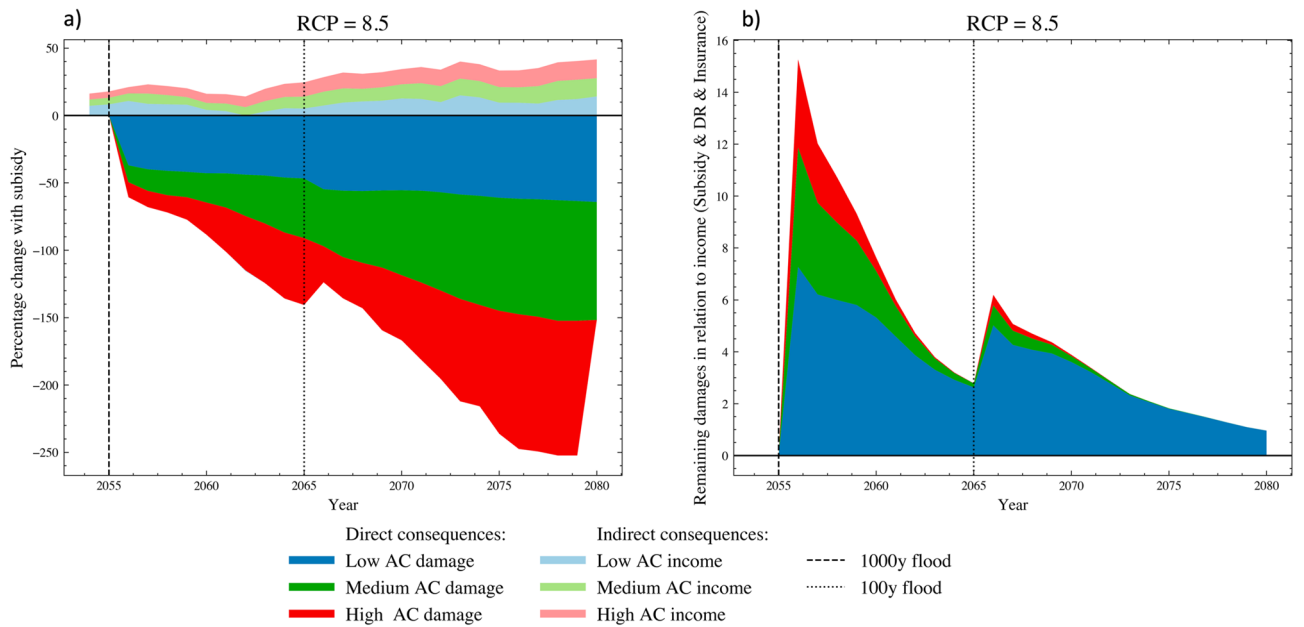 a)
RCP = 8.5
Percentage change with subisdy
50
0
−50
−100
−150
−200
−250
2055
2060
2065
2070
2075
2080
Year
b)
RCP = 8.5
Remaining damages in relation to income (Subsidy & DR & Insurance)
16
14
12
10
8
6
4
2
0
2055
2060
2065
2070
2075
2080
Year
Direct consequences:
Low AC damage
Medium AC damage
High AC damage
Indirect consequences:
Low AC income
Medium AC income
High AC income
1000y flood
100y flood